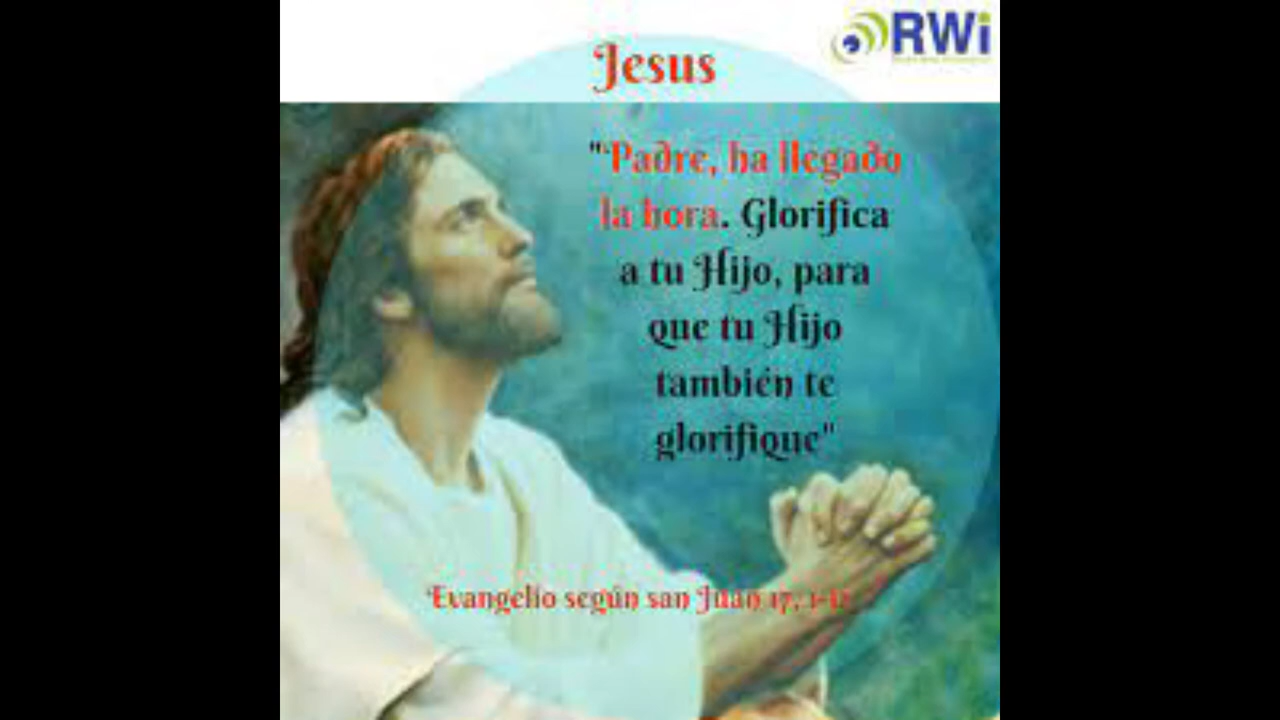 RWi
Jesus
"Padre, ha llegado
la hora. Glorifica
a tu Hijo, para
que tu Hijo
también te
glorifique"
Evangelio según san Juan 17, 1-